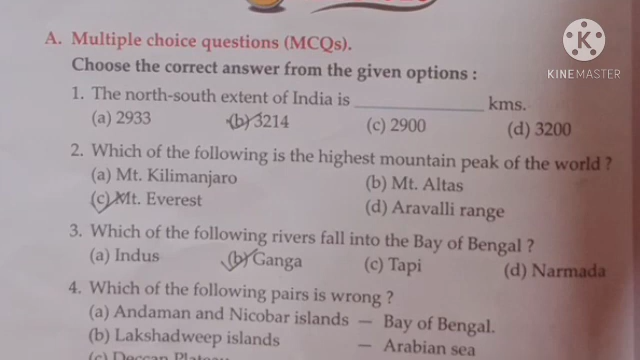 KINEMASTER
A. Multiple choice questions (MCQs).
Choose the correct answer from the given options :
1. The north-south extent of India is ____________ kms.
(a) 2933 (b) 3214 (c) 2900 (d) 3200
2. Which of the following is the highest mountain peak of the world ?
(a) Mt. Kilimanjaro (b) Mt. Altas
(c) Mt. Everest (d) Aravalli range
3. Which of the following rivers fall into the Bay of Bengal ?
(a) Indus (b) Ganga (c) Tapi (d) Narmada
4. Which of the following pairs is wrong ?
(a) Andaman and Nicobar islands — Bay of Bengal.
(b) Lakshadweep islands — Arabian sea
(c) Deccan Plateau